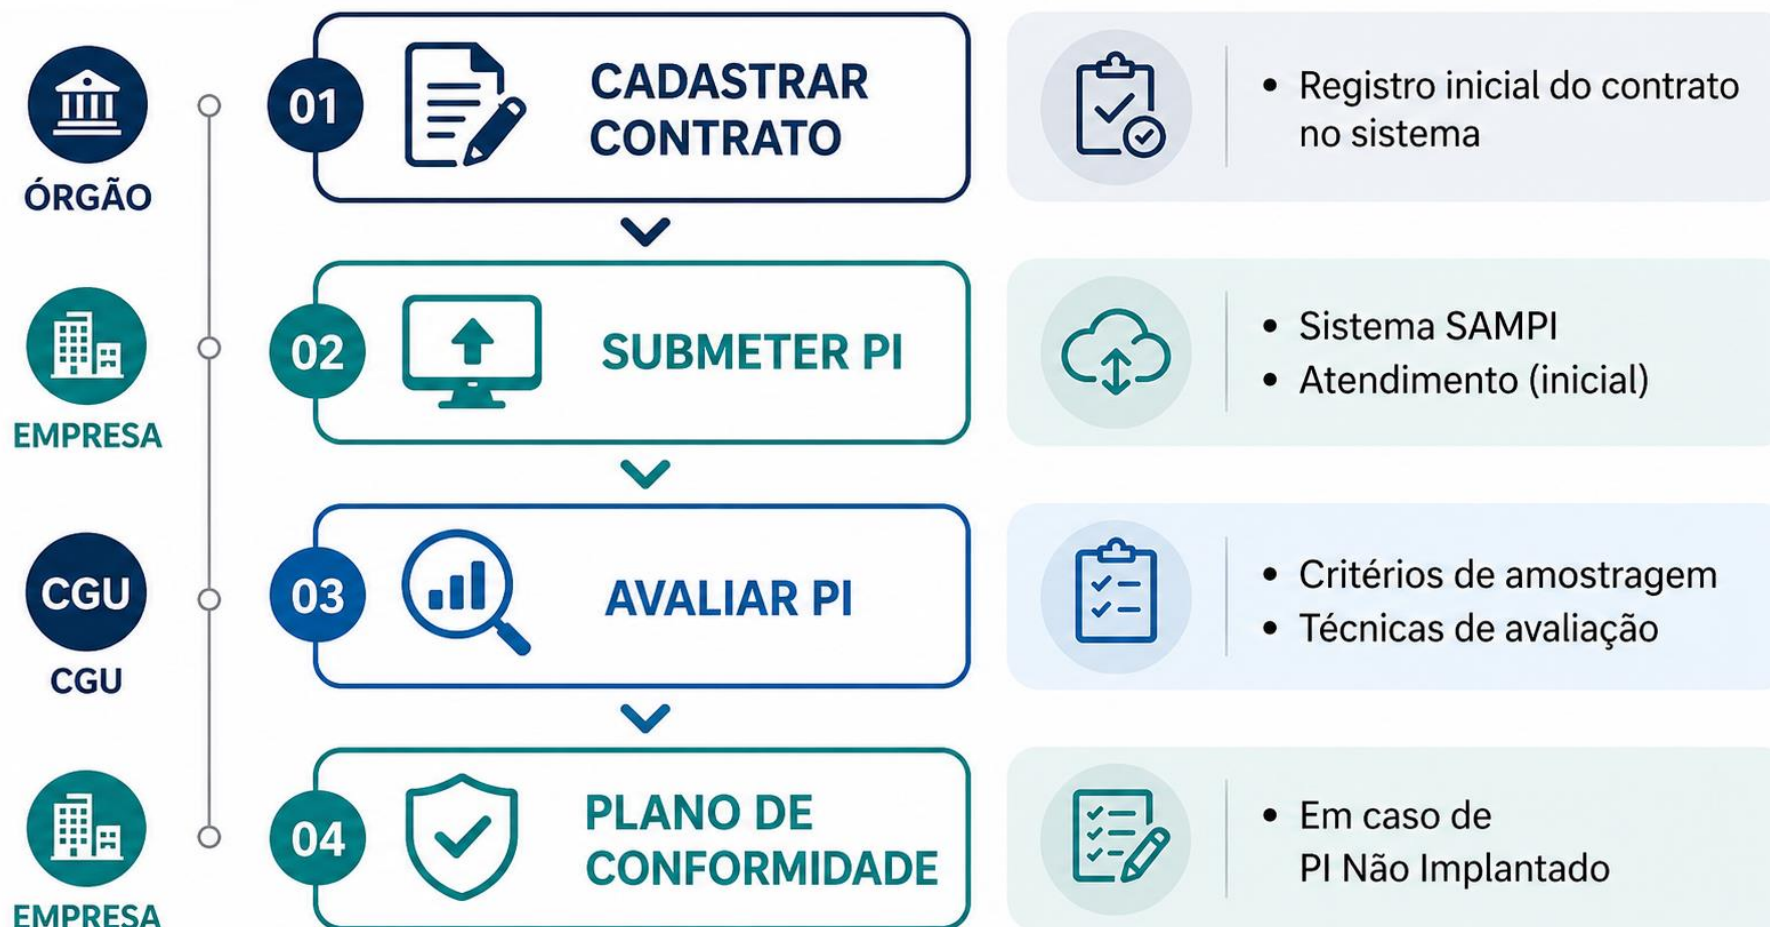 ÓRGÃO
01
CADASTRAR
CONTRATO
• Registro inicial do contrato
no sistema
EMPRESA
02
SUBMETER PI
• Sistema SAMPI
• Atendimento (inicial)
CGU
CGU
03
AVALIAR PI
• Critérios de amostragem
• Técnicas de avaliação
EMPRESA
04
PLANO DE
CONFORMIDADE
• Em caso de
PI Não Implantado